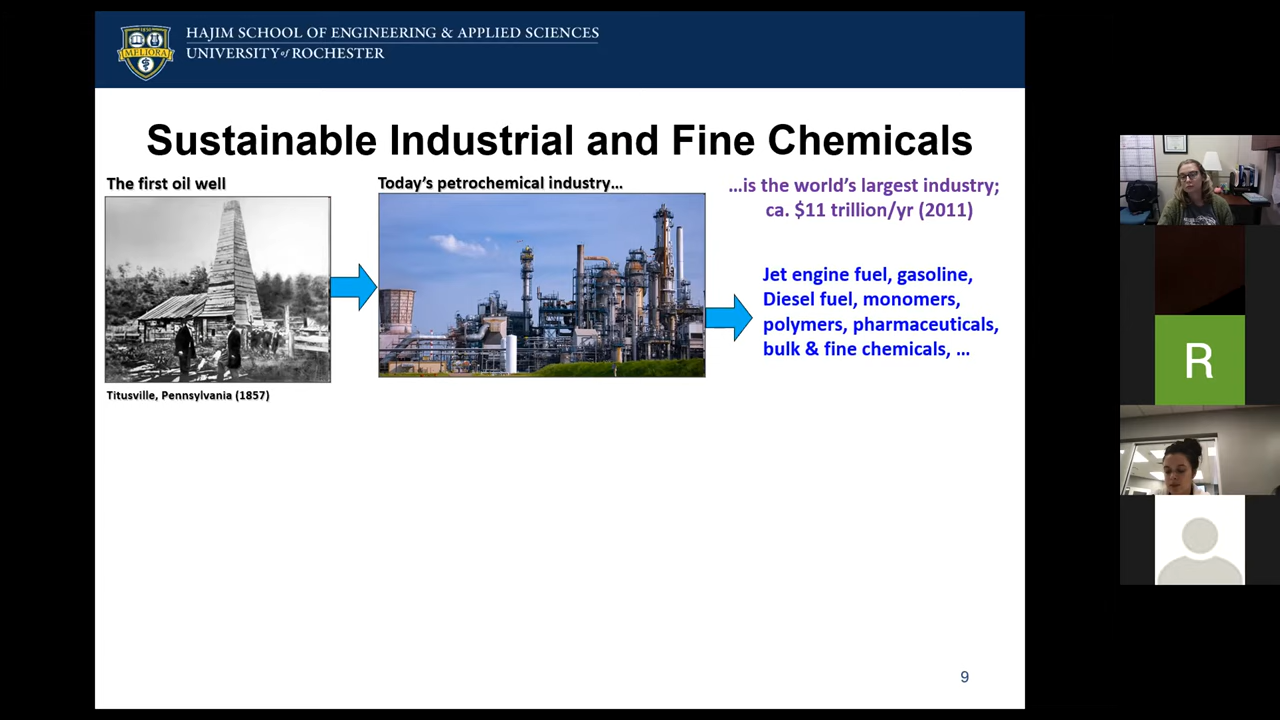 HAJIM SCHOOL OF ENGINEERING & APPLIED SCIENCES
UNIVERSITY of ROCHESTER
MELIORA
Sustainable Industrial and Fine Chemicals
The first oil well
Today's petrochemical industry…
…is the world's largest industry;
ca. $11 trillion/yr (2011)
Jet engine fuel, gasoline,
Diesel fuel, monomers,
polymers, pharmaceuticals,
bulk & fine chemicals, …
Titusville, Pennsylvania (1857)
R
9